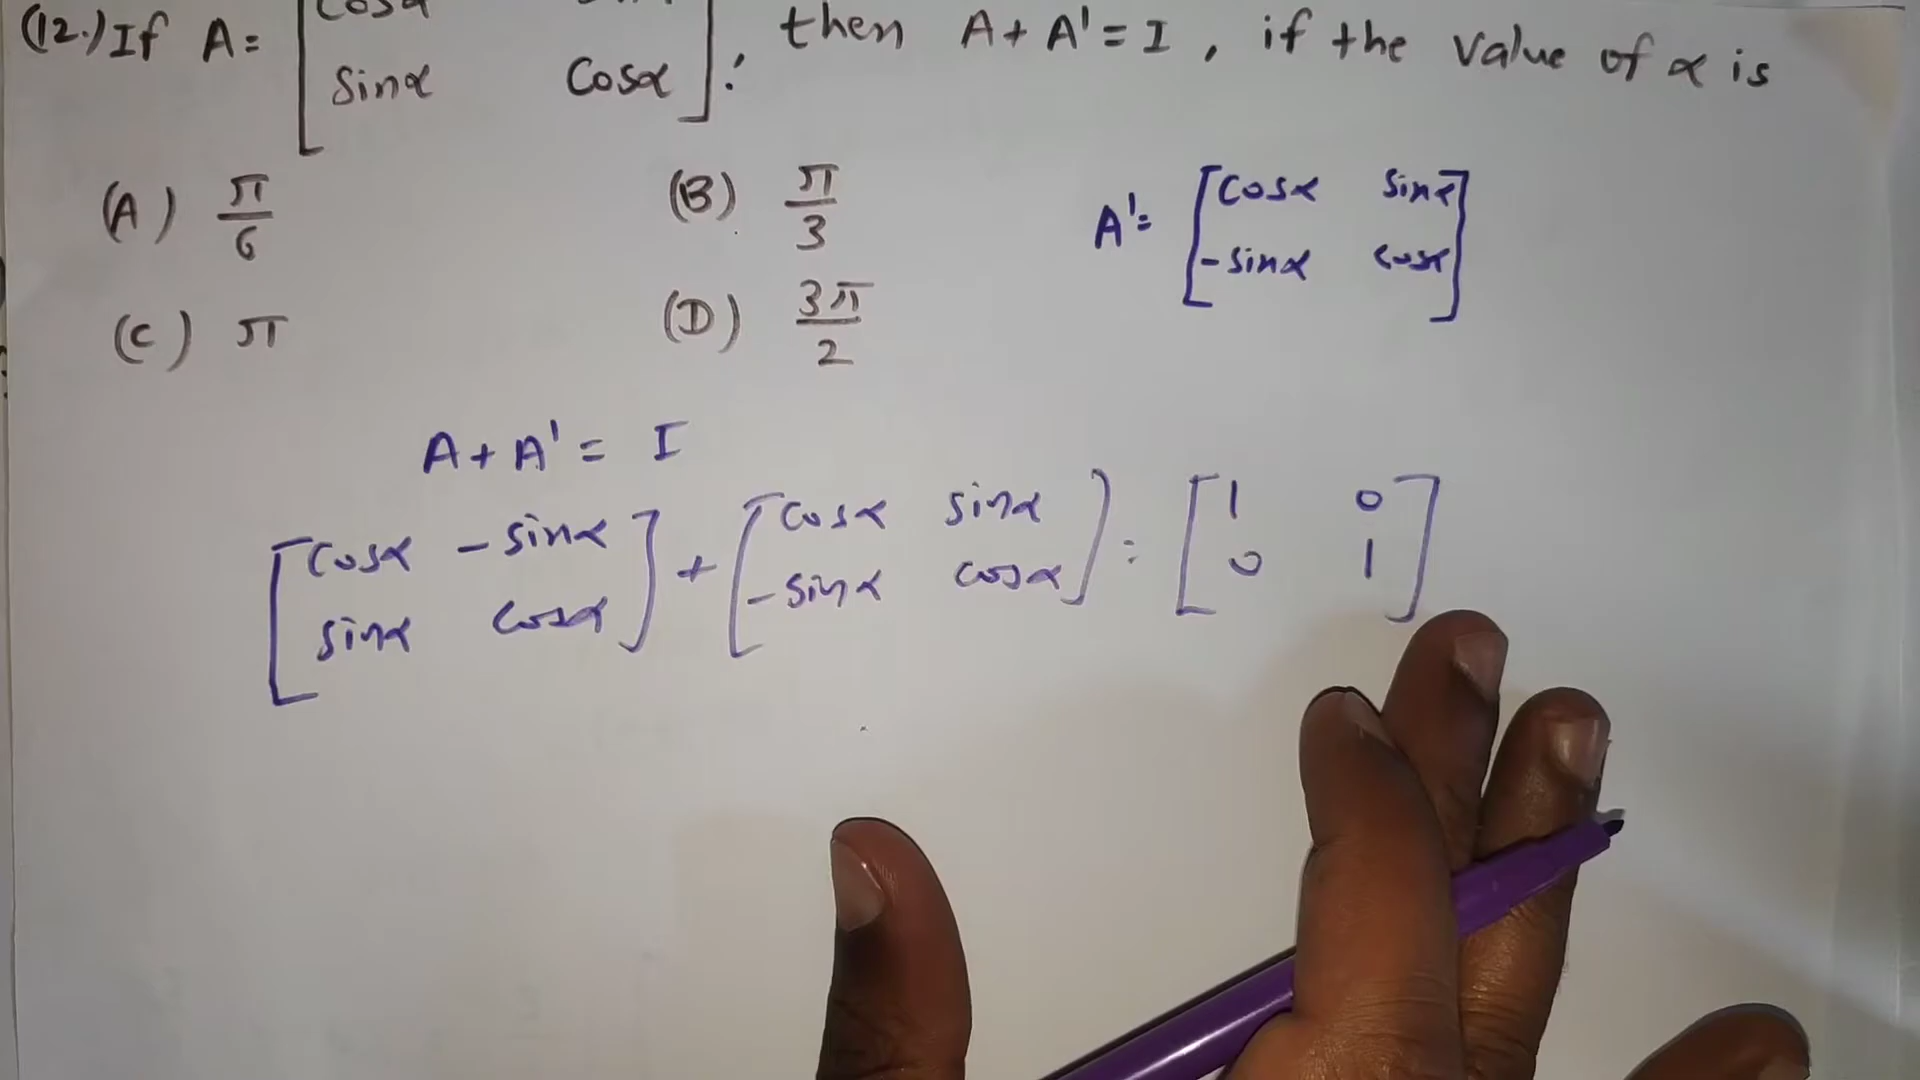 (12.) If A = [cosα
sinα cosα]; then A + A' = I, if the value of α is
(A) π/6 (B) π/3
(C) π (D) 3π/2
A' = [cosα sinα
-sinα cosα]
A + A' = I
[cosα -sinα + [cosα sinα = [1 0
sinα cosα] -sinα cosα] 0 1]